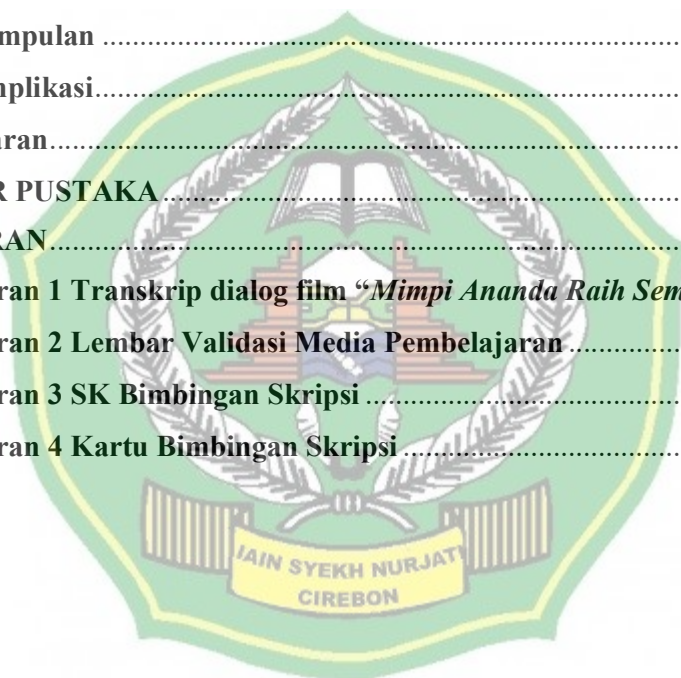 mpulan ........................................................................
nplikasi........................................................................
ran........................................................................
R PUSTAKA ........................................................................
RAN........................................................................
ran 1 Transkrip dialog film “Mimpi Ananda Raih Sem
ran 2 Lembar Validasi Media Pembelajaran ............................
ran 3 SK Bimbingan Skripsi ............................................
ran 4 Kartu Bimbingan Skripsi ............................................
IAIN SYEKH NURJATI
CIREBON